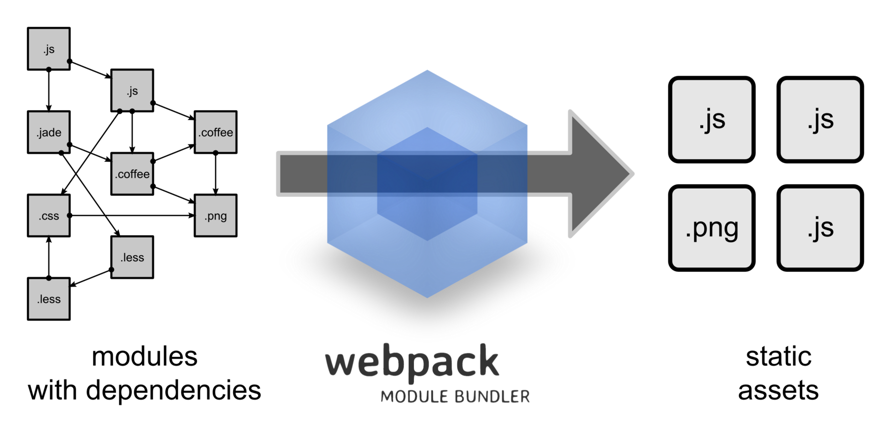 .js
.js
.jade
.coffee
.coffee
.css
.png
.less
.less
modules
with dependencies
webpack
MODULE BUNDLER
.js
.js
.png
.js
static
assets